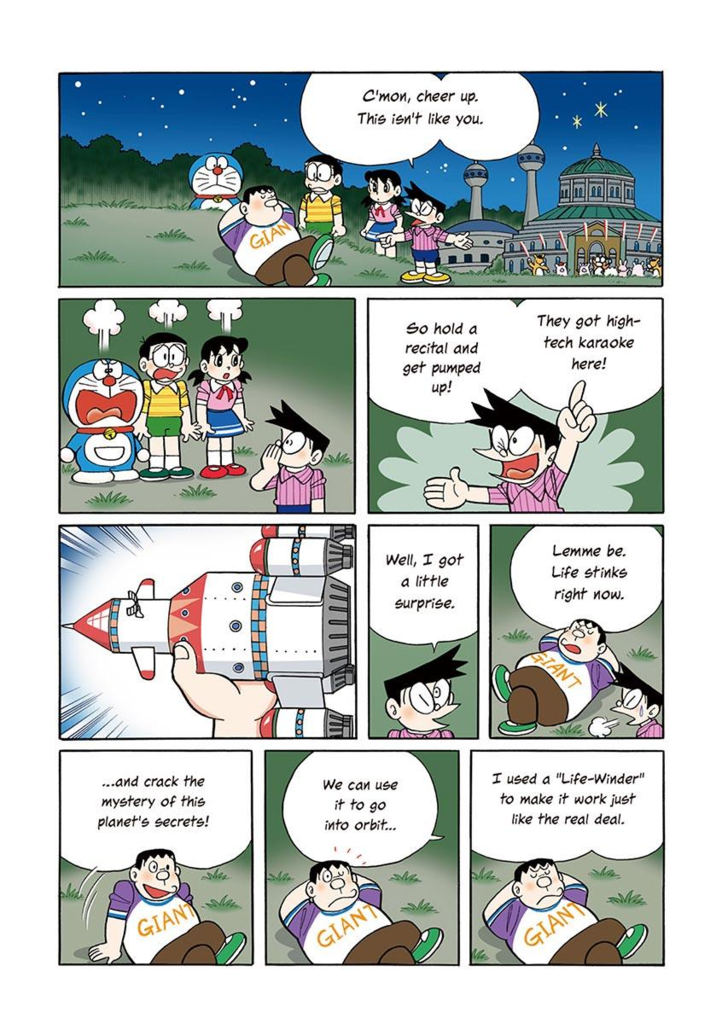 C'mon, cheer up.
This isn't like you.
GIAN
They got high-
tech karaoke
here!
So hold a
recital and
get pumped
up!
Lemme be.
Life stinks
right now.
GIANT
Well, I got
a little
surprise.
I used a "Life-Winder"
to make it work just
like the real deal.
GIANT
We can use
it to go
into orbit...
GIANT
...and crack the
mystery of this
planet's secrets!
GIANT